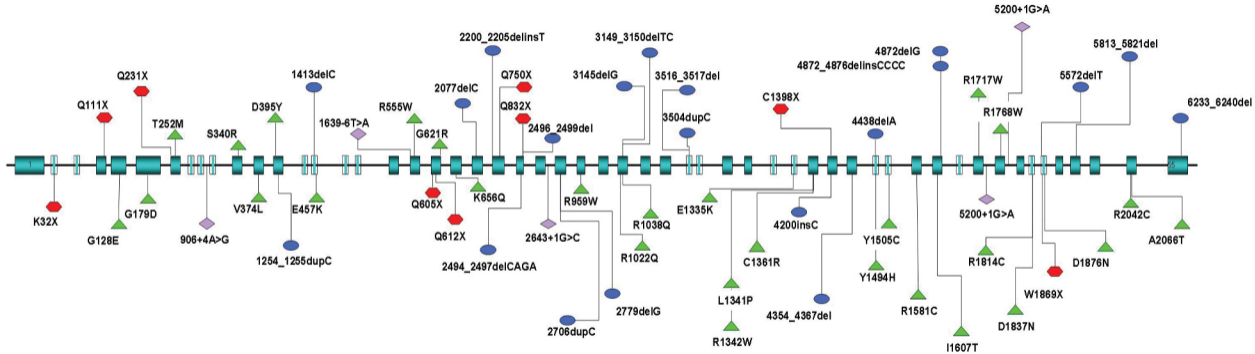 5200+1G>A
2200_2205delinsT
3149_3150delTC
4872delG
5813_5821del
4872_4876delinsCCCC
Q231X
1413delC
Q750X
3145delG
3516_3517del
R1717W
5572delT
2077delC
C1398X
Q111X
D395Y
R555W
Q832X
6233_6240del
T252M
1639-6T>A
3504dupC
R1768W
S340R
G621R
2496_2499del
4438delA
1
K32X
G179D
V374L
E457K
Q605X
K656Q
R959W
E1335K
5200+1G>A
R2042C
G128E
906+4A>G
Q612X
2643+1G>C
R1038Q
4200insC
Y1505C
A2066T
1254_1255dupC
2494_2497delCAGA
R1022Q
C1361R
Y1494H
R1814C
D1876N
W1869X
2779delG
L1341P
4354_4367del
R1581C
D1837N
2706dupC
R1342W
I1607T